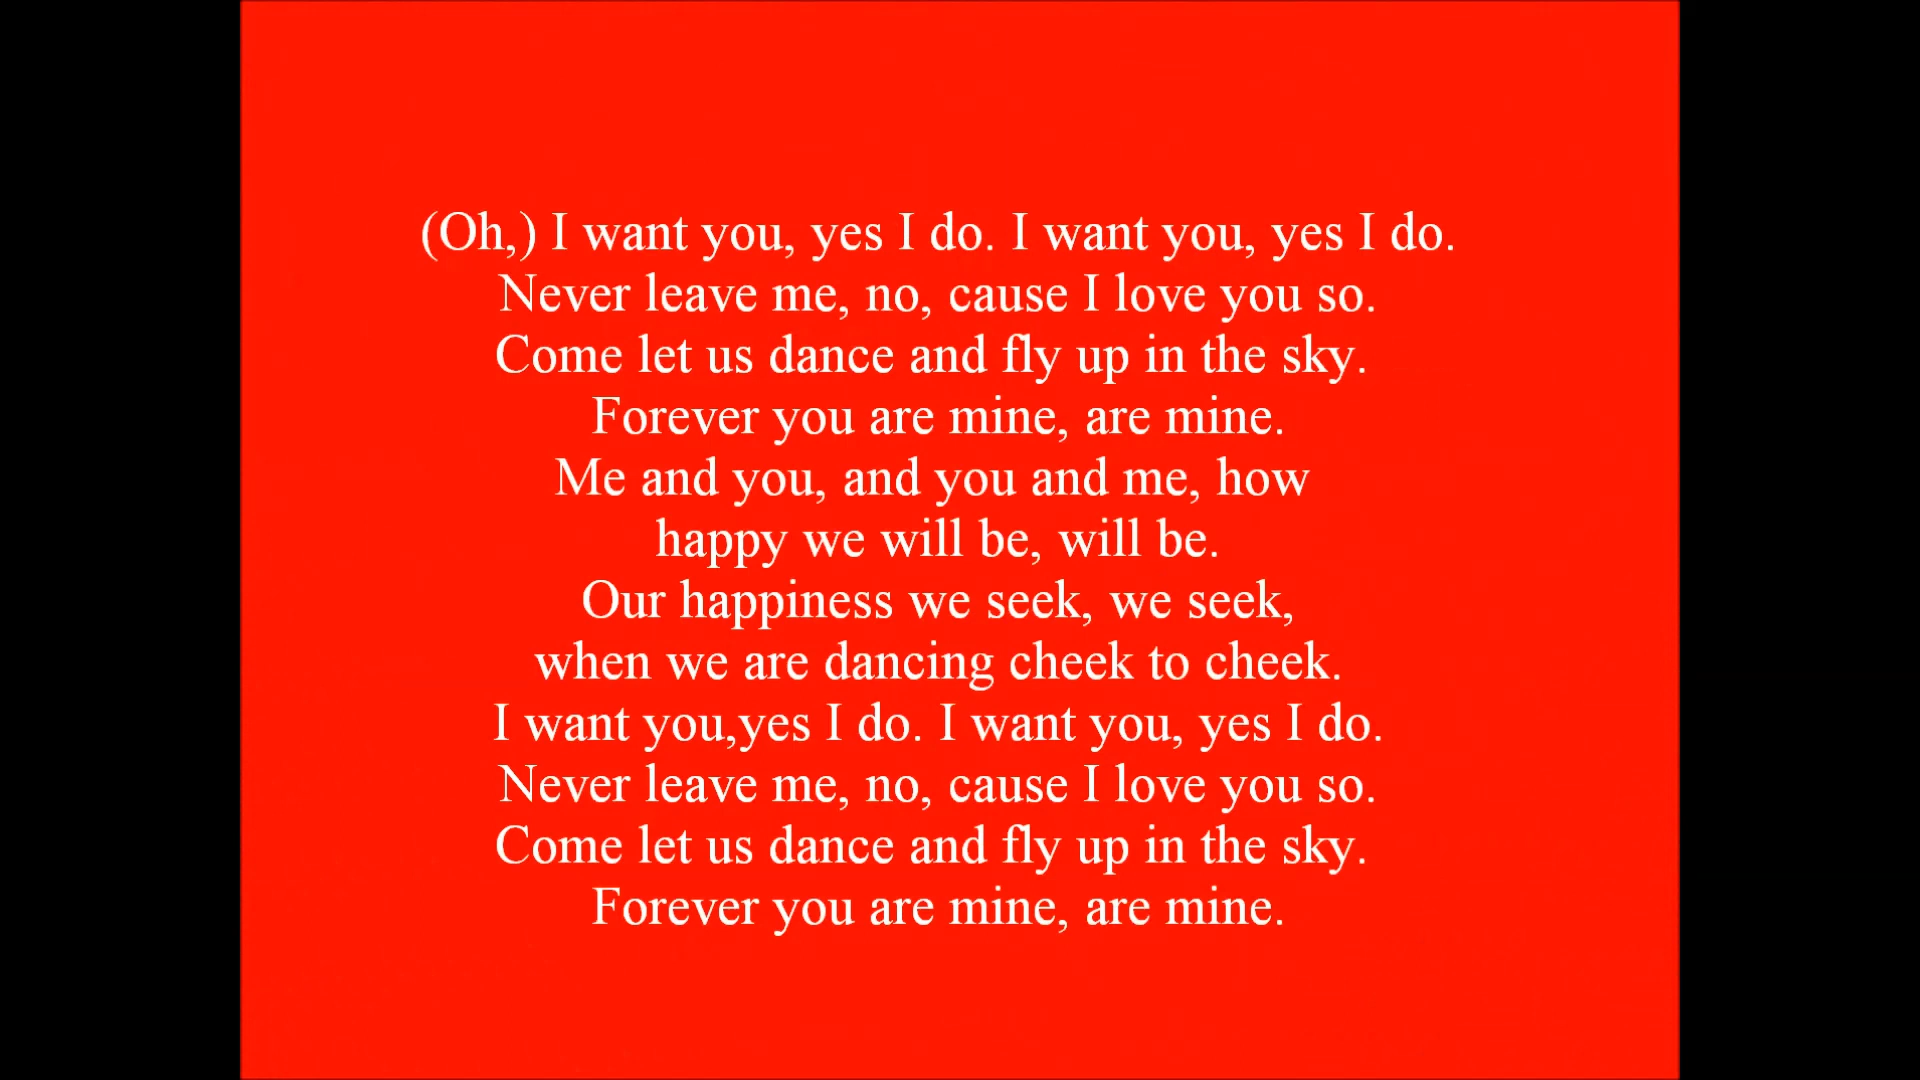 (Oh,) I want you, yes I do. I want you, yes I do.
Never leave me, no, cause I love you so.
Come let us dance and fly up in the sky.
Forever you are mine, are mine.
Me and you, and you and me, how
happy we will be, will be.
Our happiness we seek, we seek,
when we are dancing cheek to cheek.
I want you,yes I do. I want you, yes I do.
Never leave me, no, cause I love you so.
Come let us dance and fly up in the sky.
Forever you are mine, are mine.